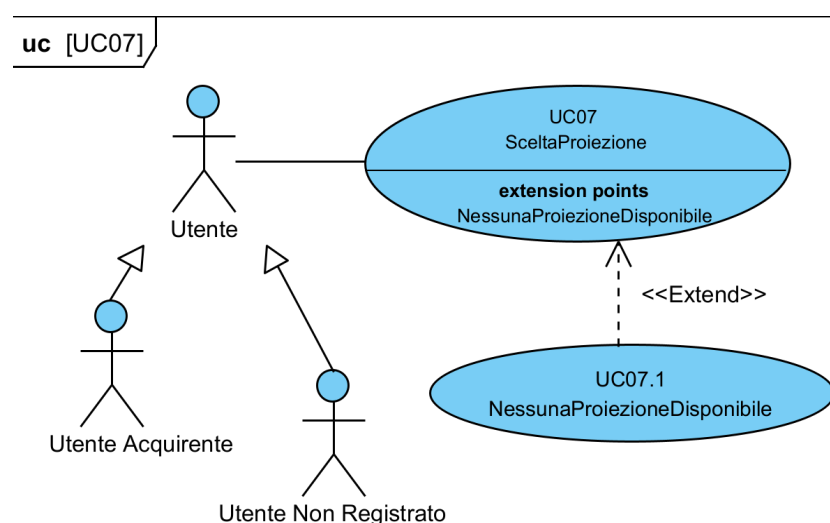 uc [UC07]
UC07
SceltaProiezione
extension points
NessunaProiezioneDisponibile
Utente
<<Extend>>
UC07.1
NessunaProiezioneDisponibile
Utente Acquirente
Utente Non Registrato